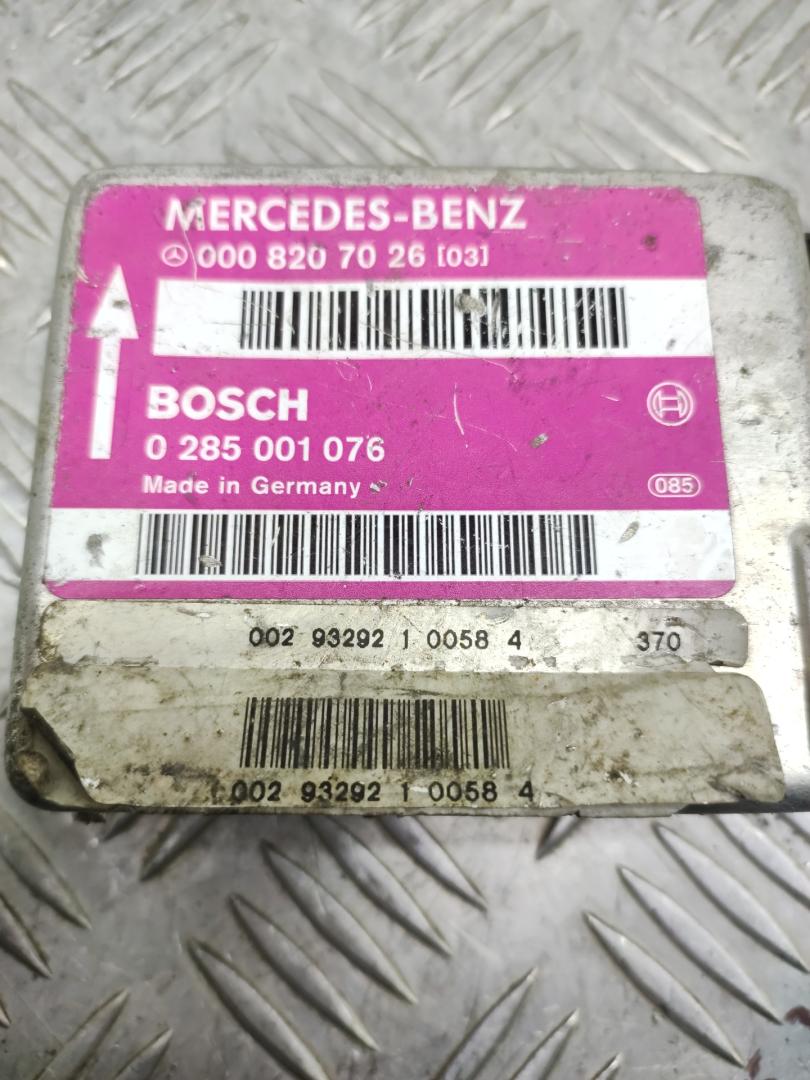 MERCEDES-BENZ
000 820 70 26 [03]
BOSCH
0 285 001 076
Made in Germany
085
002 93292 1 0058 4 370
002 93292 1 0058 4